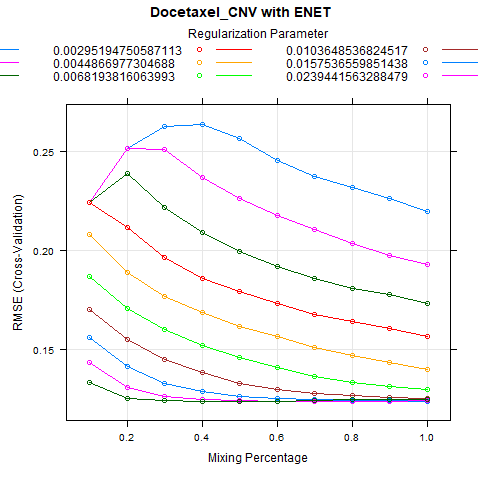 Docetaxel_CNV with ENET
Regularization Parameter
0.00295194750587113 0.0103648536824517
0.0044866977304688 0.0157536559851438
0.0068193816063993 0.0239441563288479
RMSE (Cross-Validation)
0.25
0.20
0.15
0.2 0.4 0.6 0.8 1.0
Mixing Percentage